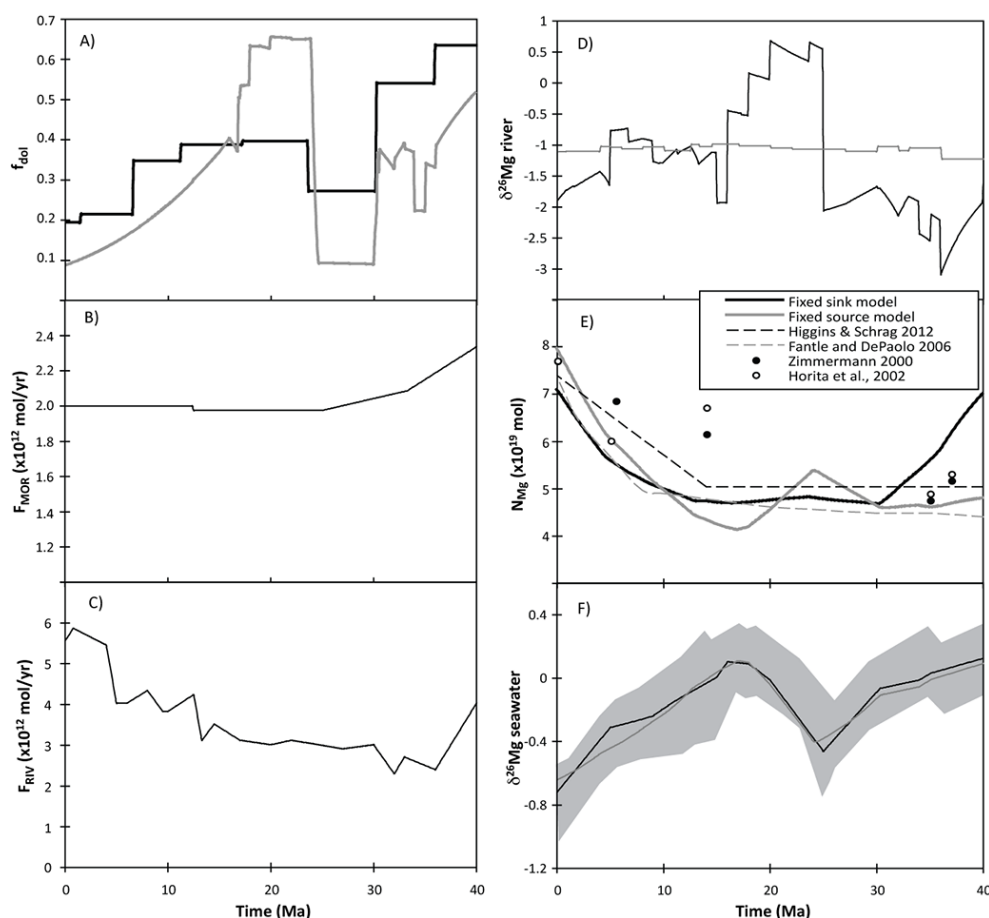 A)
0.7
0.6
0.5
0.4
0.3
0.2
0.1
f_dol
B)
2.4
2.2
2.0
1.8
1.6
1.4
1.2
F_MOR (x10^12 mol/yr)
C)
6
5
4
3
2
1
0
F_RIV (x10^12 mol/yr)
0 10 20 30 40
Time (Ma)
D)
1
0.5
0
-0.5
-1
-1.5
-2
-2.5
-3
δ^26Mg river
E)
Fixed sink model
Fixed source model
Higgins & Schrag 2012
Fantle and DePaolo 2006
Zimmermann 2000
Horita et al., 2002
8
7
6
5
4
N_Mg (x10^19 mol)
F)
0.4
0
-0.4
-0.8
-1.2
δ^26Mg seawater
0 10 20 30 40
Time (Ma)